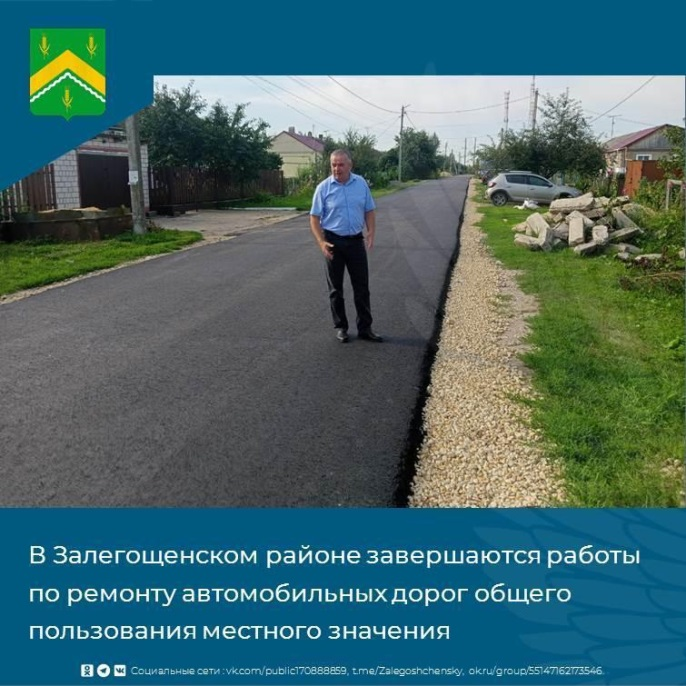 В Залегощенском районе завершаются работы
по ремонту автомобильных дорог общего
пользования местного значения
Социальные сети : vk.com/public170888859, t.me/Zalegoshchensky, ok.ru/group/55147162173546.